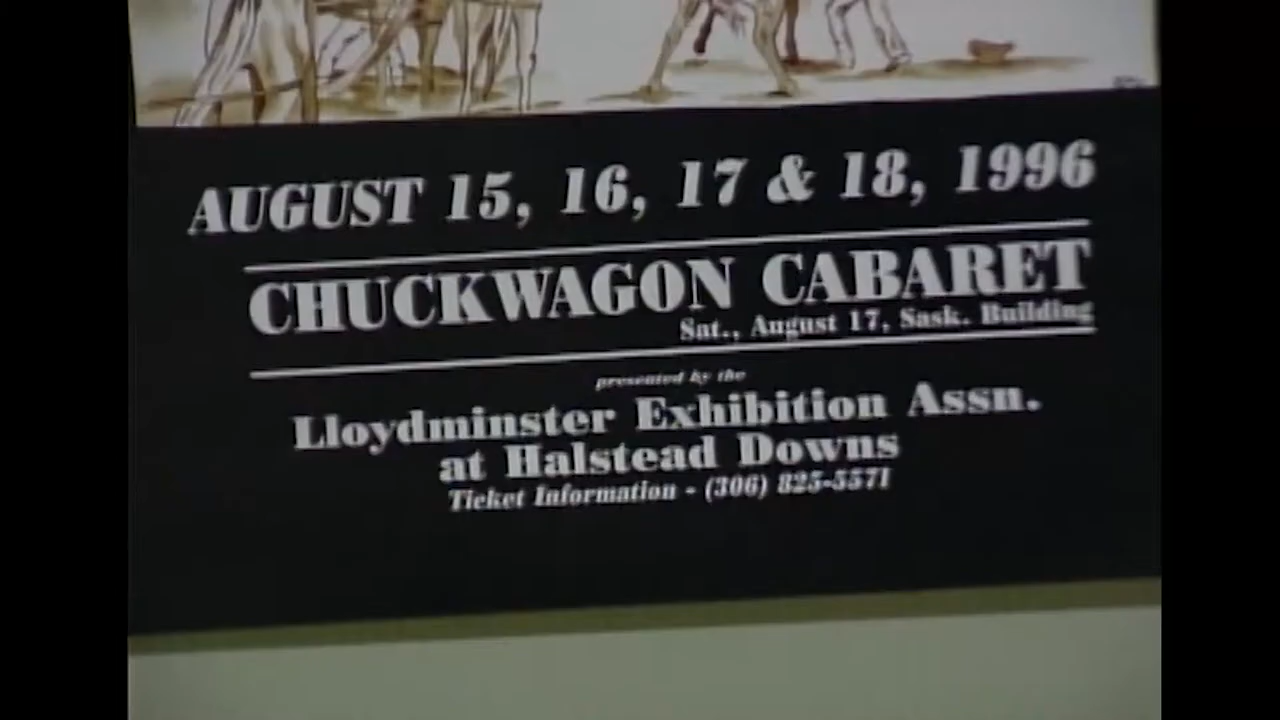 AUGUST 15, 16, 17 & 18, 1996
CHUCKWAGON CABARET
Sat., August 17, Sask. Building
presented by the
Lloydminster Exhibition Assn.
at Halstead Downs
Ticket Information - (306) 825-5571